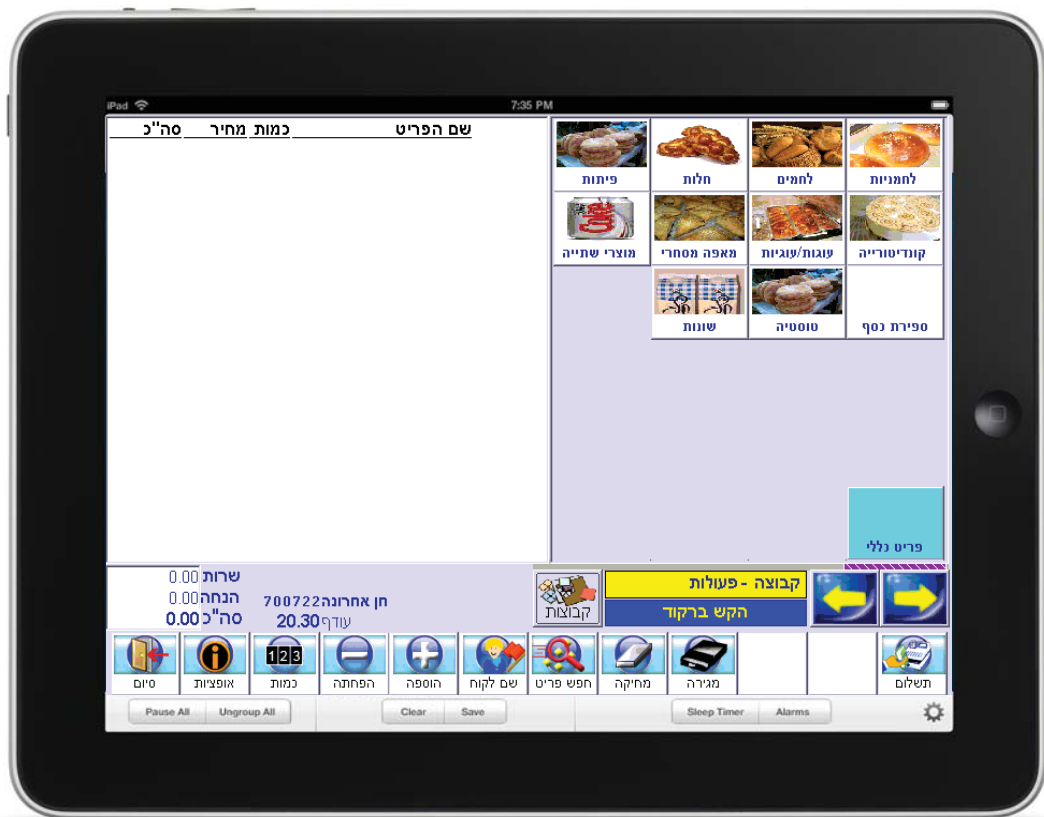 iPad 7:35 PM
שם הפריט כמות מחיר סה"כ
לחמניות לחמים חלות פיתות
קונדיטורייה עוגות/עוגיות מאפה מסחרי מוצרי שתייה
ספירת כסף טוסטיה שונות
פריט כללי
קבוצה - פעולות
הקש ברקוד
קבוצות
חן אחרונה 700722
עודף 20.30
שרות 0.00
הנחה 0.00
סה"כ 0.00
תשלום מגירה מחיקה חפש פריט שם לקוח הוספה הפחתה כמות אופציות סיום
123
Pause All Ungroup All Clear Save Sleep Timer Alarms